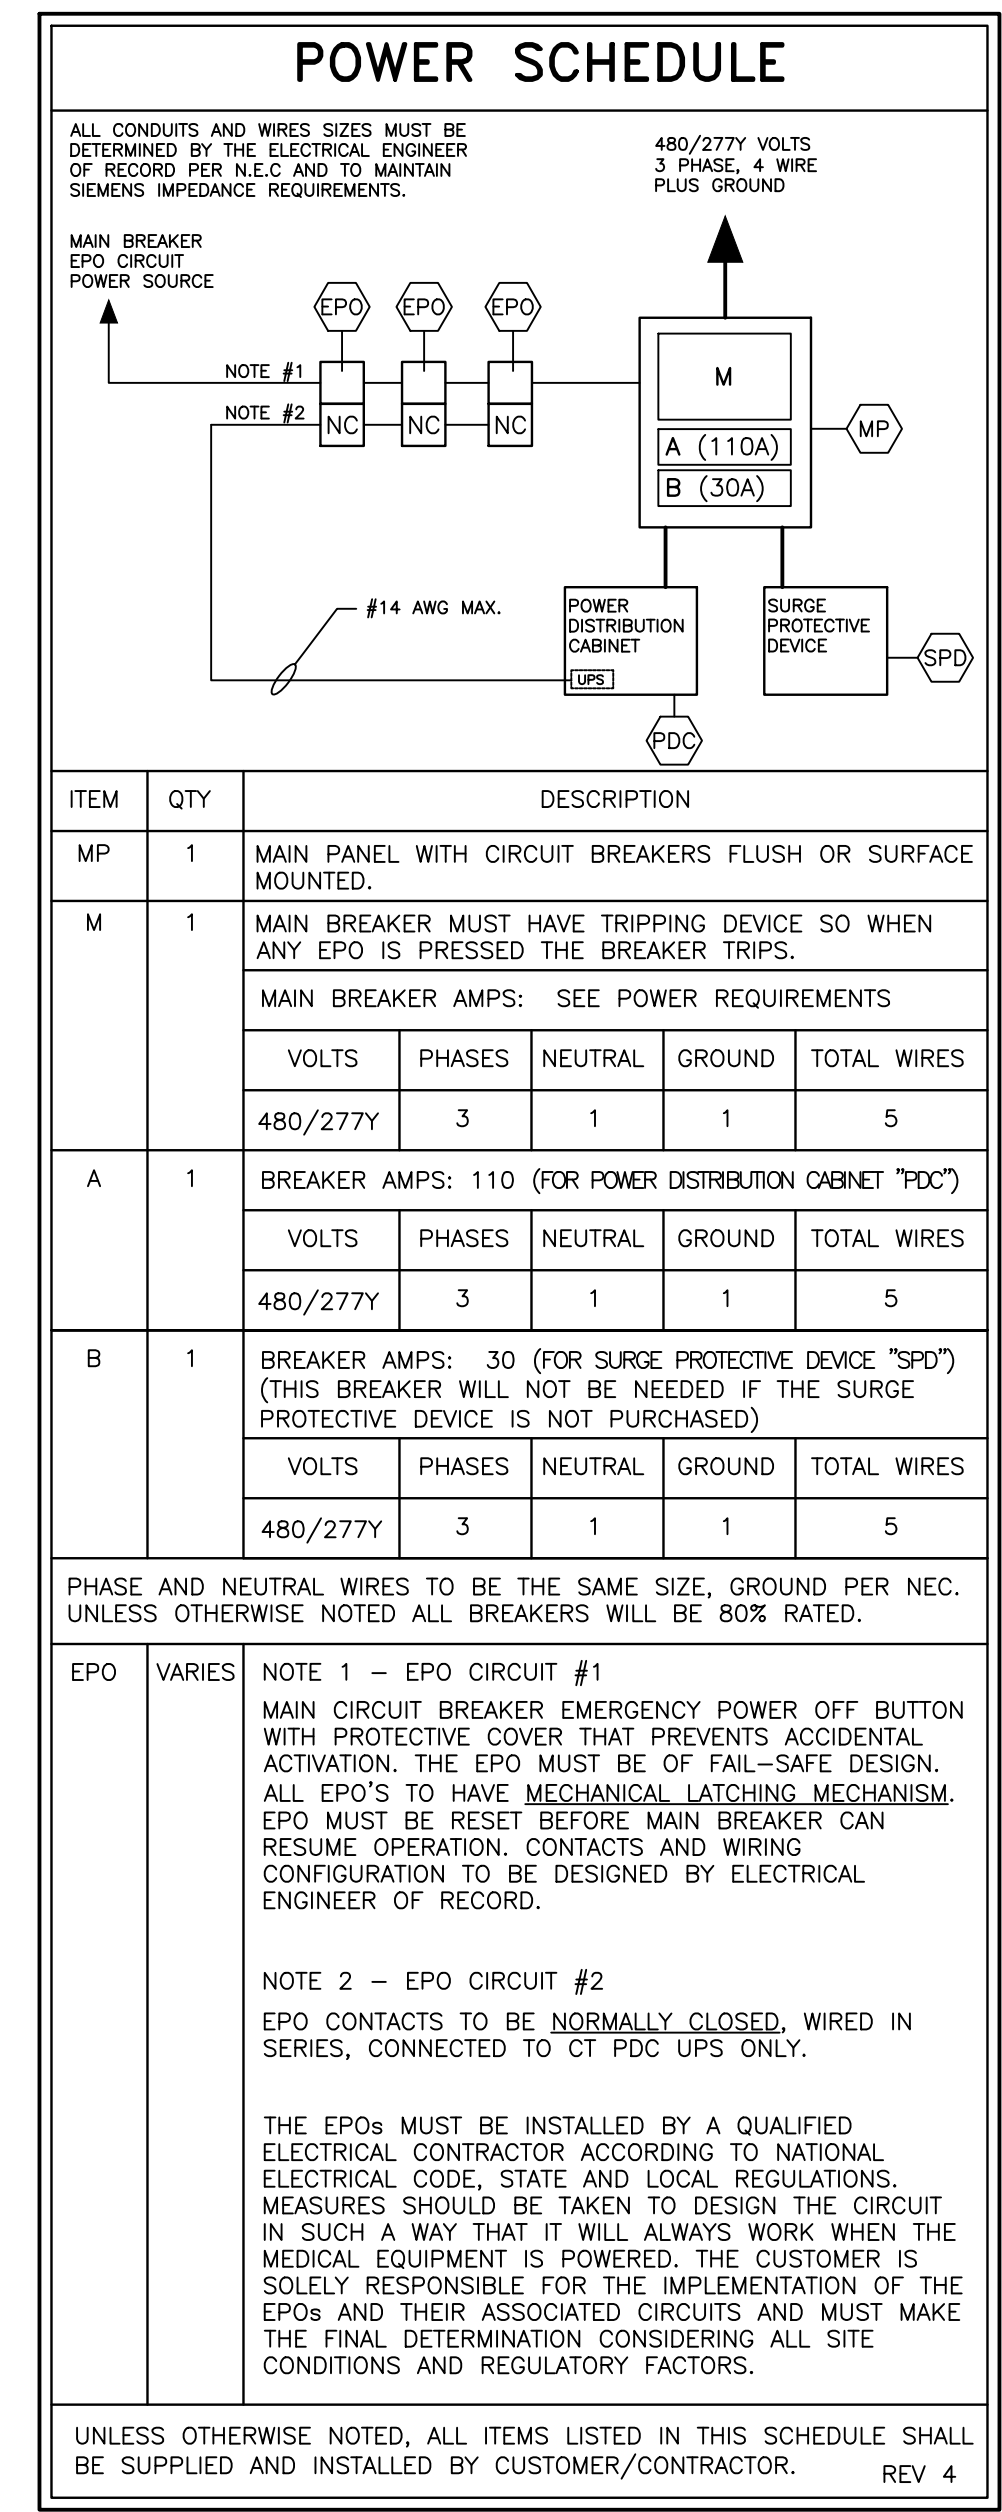 POWER SCHEDULE
ALL CONDUITS AND WIRES SIZES MUST BE
DETERMINED BY THE ELECTRICAL ENGINEER
OF RECORD PER N.E.C AND TO MAINTAIN
SIEMENS IMPEDANCE REQUIREMENTS.
480/277Y VOLTS
3 PHASE, 4 WIRE
PLUS GROUND
MAIN BREAKER
EPO CIRCUIT
POWER SOURCE
EPO EPO EPO
NOTE #1
M
NOTE #2
NC NC NC
MP
A (110A)
B (30A)
#14 AWG MAX.
POWER
DISTRIBUTION
CABINET
UPS
SURGE
PROTECTIVE
DEVICE
SPD
PDC
ITEM QTY DESCRIPTION
MP 1 MAIN PANEL WITH CIRCUIT BREAKERS FLUSH OR SURFACE
MOUNTED.
M 1 MAIN BREAKER MUST HAVE TRIPPING DEVICE SO WHEN
ANY EPO IS PRESSED THE BREAKER TRIPS.
MAIN BREAKER AMPS: SEE POWER REQUIREMENTS
VOLTS PHASES NEUTRAL GROUND TOTAL WIRES
480/277Y 3 1 1 5
A 1 BREAKER AMPS: 110 (FOR POWER DISTRIBUTION CABINET "PDC")
VOLTS PHASES NEUTRAL GROUND TOTAL WIRES
480/277Y 3 1 1 5
B 1 BREAKER AMPS: 30 (FOR SURGE PROTECTIVE DEVICE "SPD")
(THIS BREAKER WILL NOT BE NEEDED IF THE SURGE
PROTECTIVE DEVICE IS NOT PURCHASED)
VOLTS PHASES NEUTRAL GROUND TOTAL WIRES
480/277Y 3 1 1 5
PHASE AND NEUTRAL WIRES TO BE THE SAME SIZE, GROUND PER NEC.
UNLESS OTHERWISE NOTED ALL BREAKERS WILL BE 80% RATED.
EPO VARIES NOTE 1 – EPO CIRCUIT #1
MAIN CIRCUIT BREAKER EMERGENCY POWER OFF BUTTON
WITH PROTECTIVE COVER THAT PREVENTS ACCIDENTAL
ACTIVATION. THE EPO MUST BE OF FAIL–SAFE DESIGN.
ALL EPO'S TO HAVE MECHANICAL LATCHING MECHANISM.
EPO MUST BE RESET BEFORE MAIN BREAKER CAN
RESUME OPERATION. CONTACTS AND WIRING
CONFIGURATION TO BE DESIGNED BY ELECTRICAL
ENGINEER OF RECORD.
NOTE 2 – EPO CIRCUIT #2
EPO CONTACTS TO BE NORMALLY CLOSED, WIRED IN
SERIES, CONNECTED TO CT PDC UPS ONLY.
THE EPOs MUST BE INSTALLED BY A QUALIFIED
ELECTRICAL CONTRACTOR ACCORDING TO NATIONAL
ELECTRICAL CODE, STATE AND LOCAL REGULATIONS.
MEASURES SHOULD BE TAKEN TO DESIGN THE CIRCUIT
IN SUCH A WAY THAT IT WILL ALWAYS WORK WHEN THE
MEDICAL EQUIPMENT IS POWERED. THE CUSTOMER IS
SOLELY RESPONSIBLE FOR THE IMPLEMENTATION OF THE
EPOs AND THEIR ASSOCIATED CIRCUITS AND MUST MAKE
THE FINAL DETERMINATION CONSIDERING ALL SITE
CONDITIONS AND REGULATORY FACTORS.
UNLESS OTHERWISE NOTED, ALL ITEMS LISTED IN THIS SCHEDULE SHALL
BE SUPPLIED AND INSTALLED BY CUSTOMER/CONTRACTOR.
REV 4